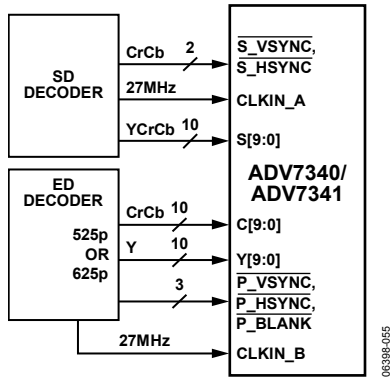 SD
DECODER
CrCb 2
27MHz
YCrCb 10
S_VSYNC,
S_HSYNC
CLKIN_A
S[9:0]
ADV7340/
ADV7341
ED
DECODER
525p
OR
625p
CrCb 10
Y 10
3
27MHz
C[9:0]
Y[9:0]
P_VSYNC,
P_HSYNC,
P_BLANK
CLKIN_B
06398-055